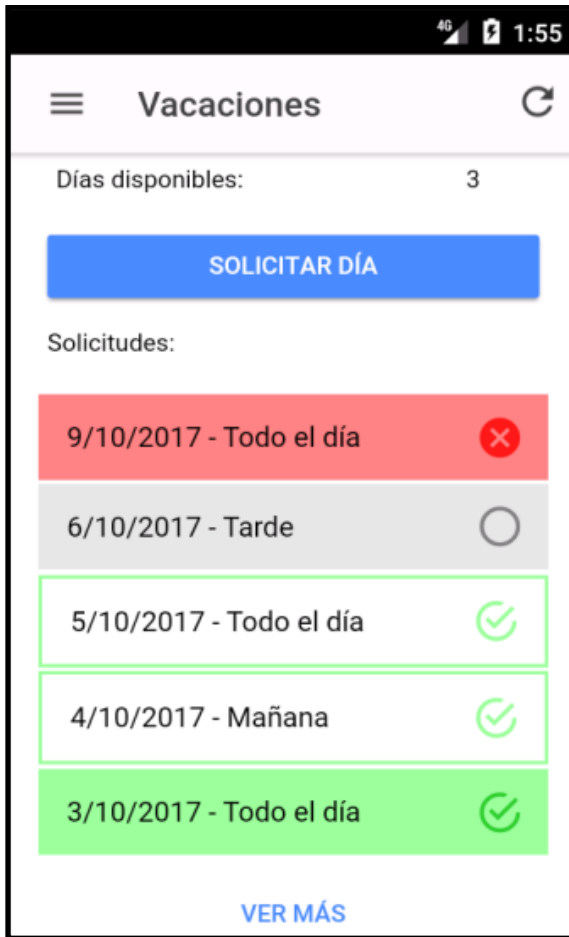 4G 1:55
Vacaciones
Días disponibles: 3
SOLICITAR DÍA
Solicitudes:
9/10/2017 - Todo el día
6/10/2017 - Tarde
5/10/2017 - Todo el día
4/10/2017 - Mañana
3/10/2017 - Todo el día
VER MÁS